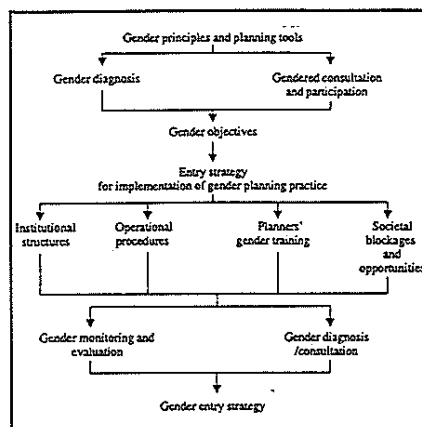 Gender principles and planning tools
Gender diagnosis
Gendered consultation
and participation
Gender objectives
Entry strategy
for implementation of gender planning practice
Institutional
structures
Operational
procedures
Planners'
gender training
Societal
blockages
and
opportunities
Gender monitoring and
evaluation
Gender diagnosis
/consultation
Gender entry strategy